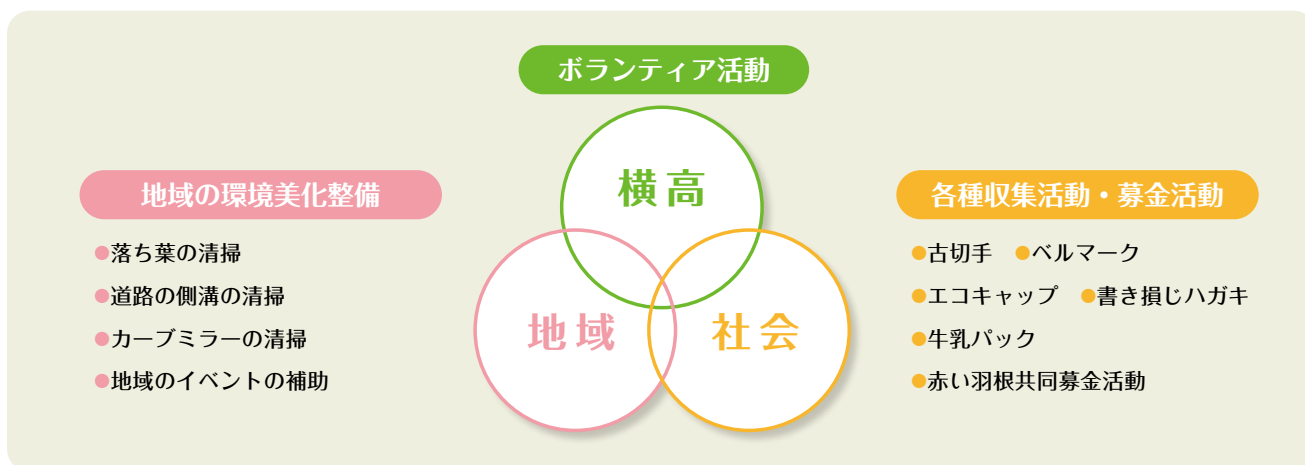 ボランティア活動
横高
地域
社会
地域の環境美化整備
●落ち葉の清掃
●道路の側溝の清掃
●カーブミラーの清掃
●地域のイベントの補助
各種収集活動・募金活動
●古切手 ●ベルマーク
●エコキャップ ●書き損じハガキ
●牛乳パック
●赤い羽根共同募金活動